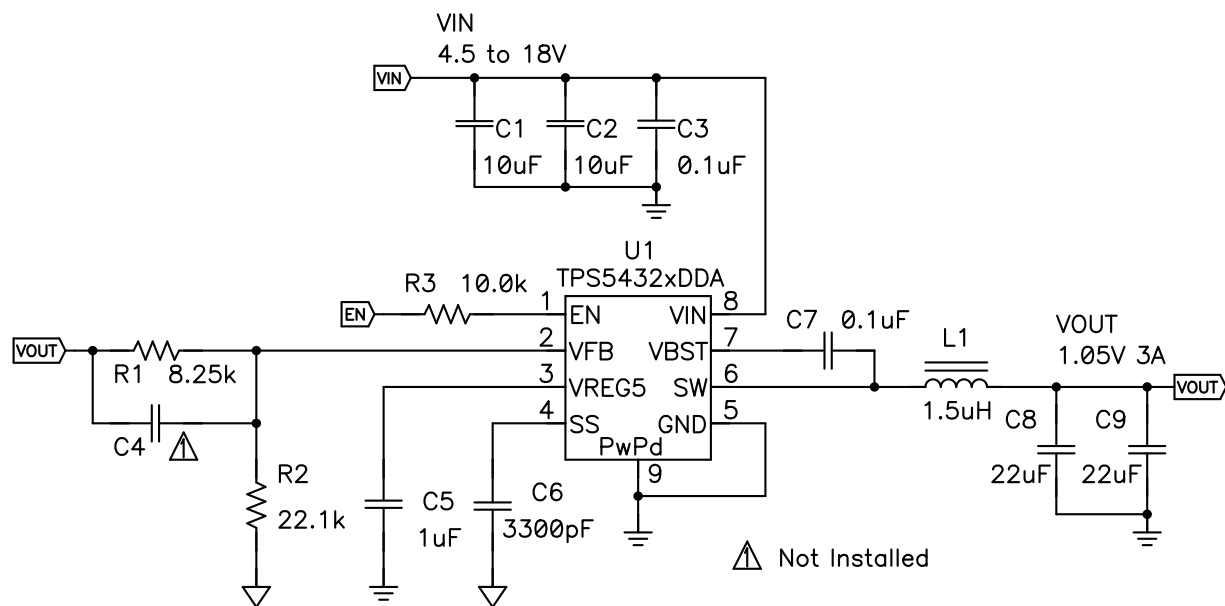 VIN
4.5 to 18V
VIN
C1
C2
C3
10uF
10uF
0.1uF
U1
TPS5432xDDA
R3 10.0k
EN
1
EN
VIN
8
C7
0.1uF
VOUT
2
VFB
VBST
7
L1
VOUT
1.05V 3A
R1 8.25k
3
VREG5
SW
6
1.5uH
VOUT
C4
1
4
SS
GND
5
C8
C9
PwPd
9
22uF
22uF
R2
22.1k
C5
1uF
C6
3300pF
1 Not Installed